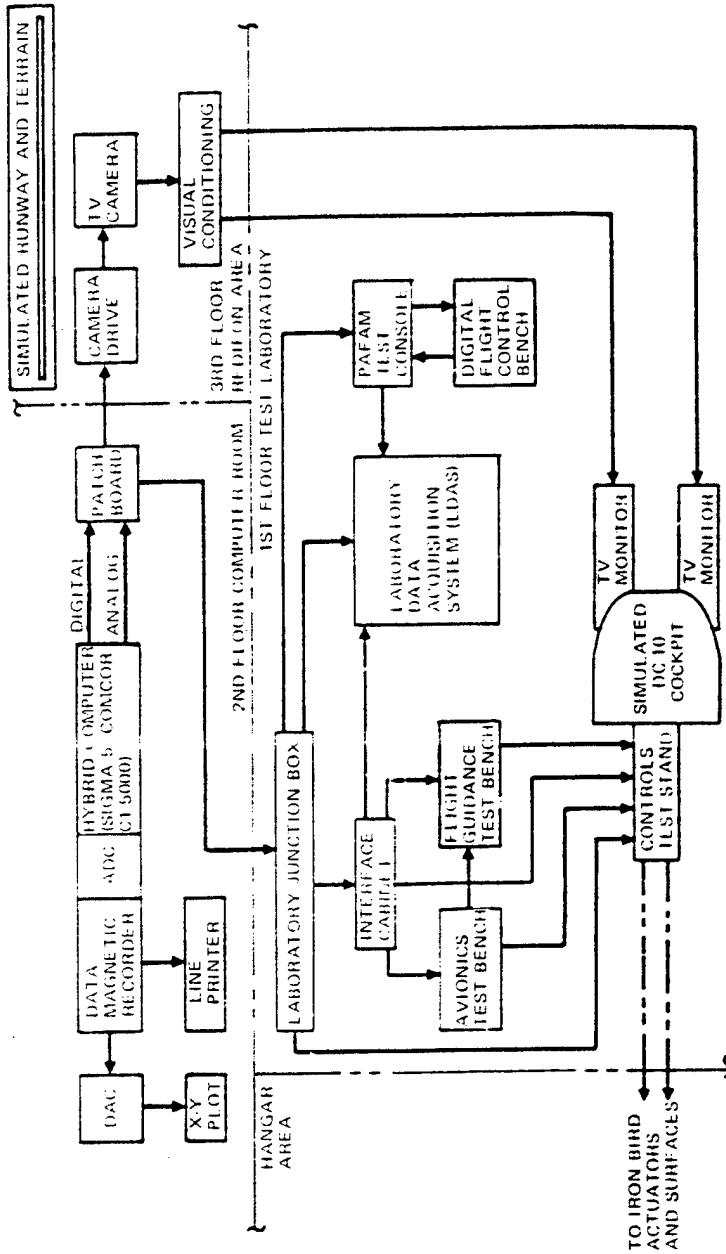 SIMULATED RUNWAY AND TERRAIN
DAC
X-Y
PLOT
DATA
MAGNETIC
RECORDER
LINE
PRINTER
ADC
HYBRID COMPUTER
(SIGMA 5 CONCOR
CI 5000)
DIGITAL
ANALOG
PATCH
BOARD
CAMERA
DRIVE
TV
CAMERA
VISUAL
CONDITIONING
3RD FLOOR
REDIFON AREA
2ND FLOOR COMPUTER ROOM
1ST FLOOR TEST LABORATORY
HANGAR
AREA
LABORATORY JUNCTION BOX
INTERFACE
CABINET
AVIONICS
TEST BENCH
FLIGHT
GUIDANCE
TEST BENCH
LABORATORY
DATA
ACQUISITION
SYSTEM (LDAS)
PAFAM
TEST
CONSOLE
DIGITAL
FLIGHT
CONTROL
BENCH
CONTROLS
TEST STAND
SIMULATED
DC 10
COCKPIT
TV
MONITOR
TV
MONITOR
TO IRON BIRD
ACTUATORS
AND SURFACES